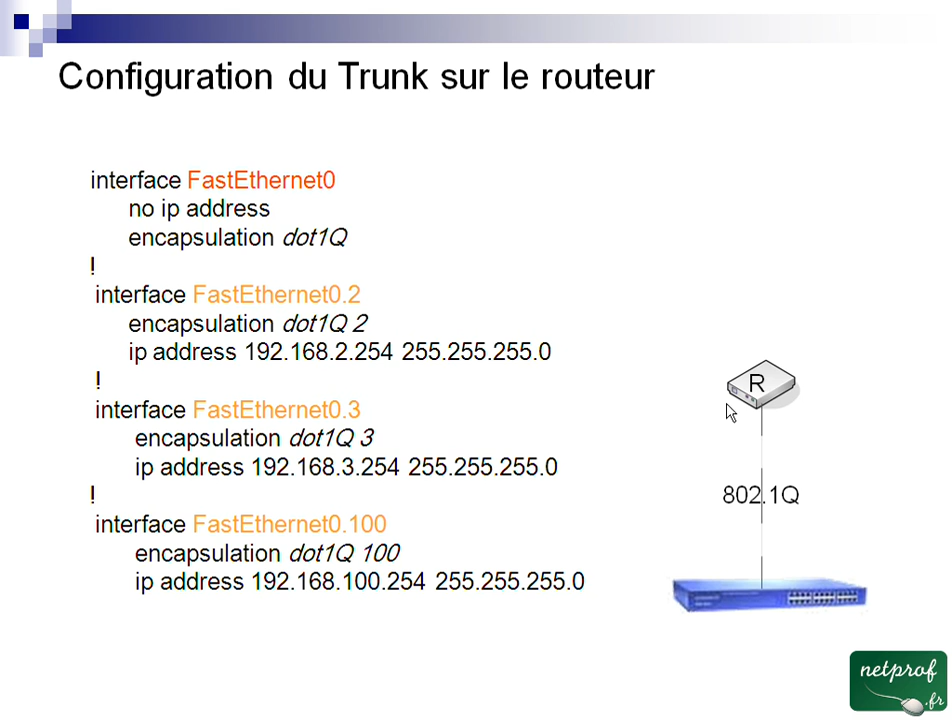 Configuration du Trunk sur le routeur
interface FastEthernet0
no ip address
encapsulation dot1Q
!
interface FastEthernet0.2
encapsulation dot1Q 2
ip address 192.168.2.254 255.255.255.0
!
interface FastEthernet0.3
encapsulation dot1Q 3
ip address 192.168.3.254 255.255.255.0
!
interface FastEthernet0.100
encapsulation dot1Q 100
ip address 192.168.100.254 255.255.255.0
R
802.1Q
netprof
.fr